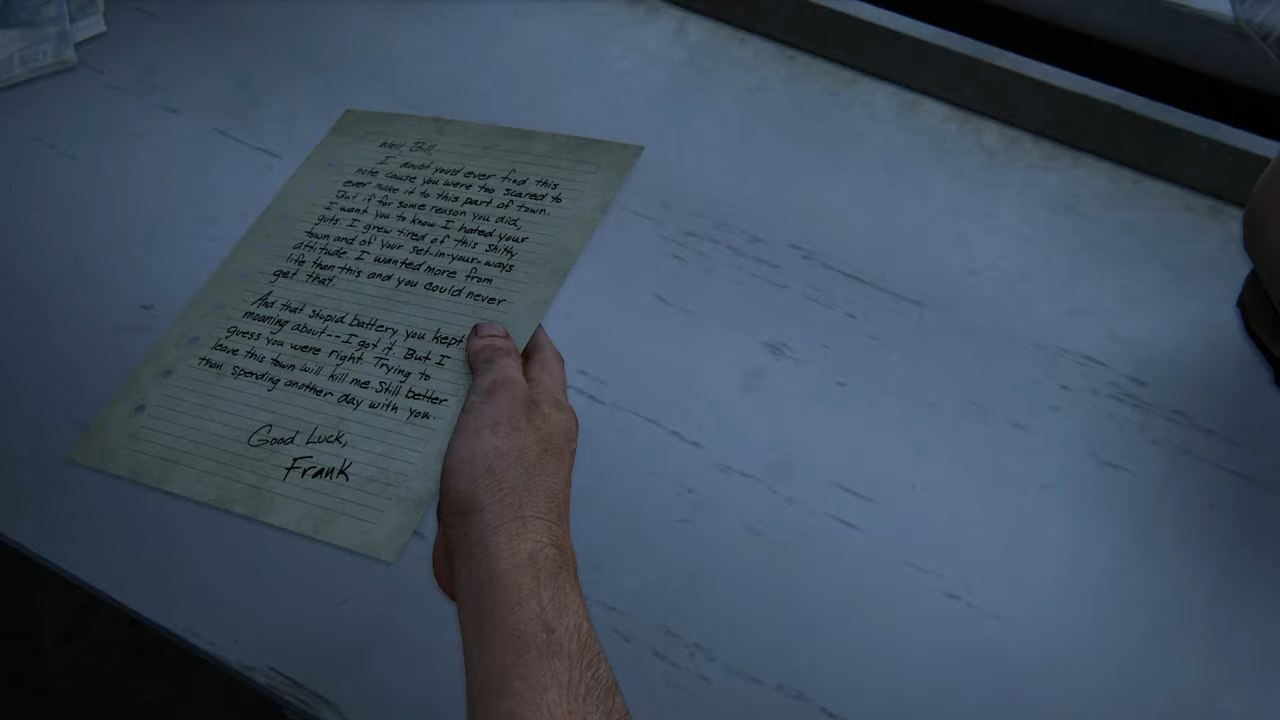 Well, Bill,
I doubt you'd ever find this
note cause you were too scared to
ever make it to this part of town.
But if for some reason you did,
I want you to know I hated your
guts. I grew tired of this shitty
town and of your set-in-your-ways
attitude. I wanted more from
life than this and you could never
get that.
And that stupid battery you kept
moaning about--I got it. But I
guess you were right. Trying to
leave this town will kill me. Still better
than spending another day with you.
Good Luck,
Frank